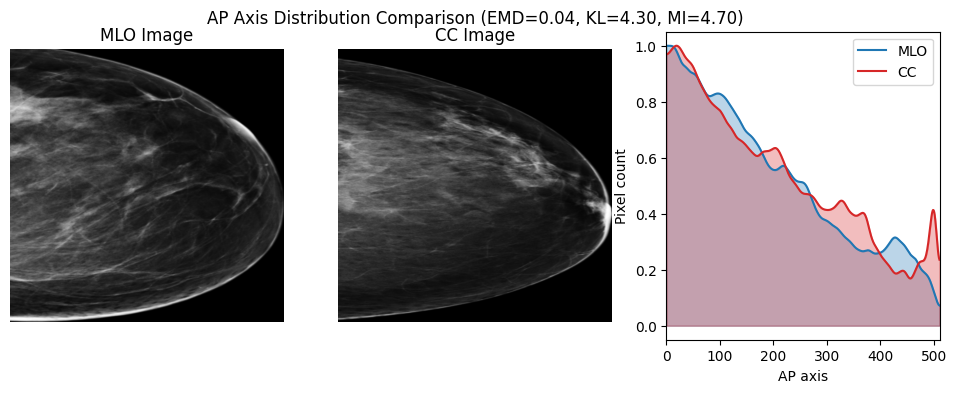 AP Axis Distribution Comparison (EMD=0.04, KL=4.30, MI=4.70)
MLO Image
CC Image
MLO
CC
Pixel count
1.0
0.8
0.6
0.4
0.2
0.0
0 100 200 300 400 500
AP axis